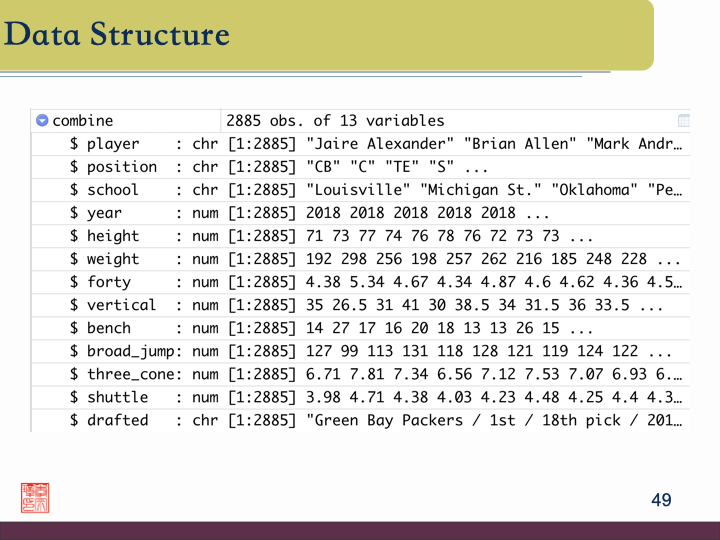 Data Structure
combine 2885 obs. of 13 variables
$ player : chr [1:2885] "Jaire Alexander" "Brian Allen" "Mark Andr…
$ position : chr [1:2885] "CB" "C" "TE" "S" ...
$ school : chr [1:2885] "Louisville" "Michigan St." "Oklahoma" "Pe…
$ year : num [1:2885] 2018 2018 2018 2018 2018 ...
$ height : num [1:2885] 71 73 77 74 76 78 76 72 73 73 ...
$ weight : num [1:2885] 192 298 256 198 257 262 216 185 248 228 ...
$ forty : num [1:2885] 4.38 5.34 4.67 4.34 4.87 4.6 4.62 4.36 4.5…
$ vertical : num [1:2885] 35 26.5 31 41 30 38.5 34 31.5 36 33.5 ...
$ bench : num [1:2885] 14 27 17 16 20 18 13 13 26 15 ...
$ broad_jump: num [1:2885] 127 99 113 131 118 128 121 119 124 122 ...
$ three_cone: num [1:2885] 6.71 7.81 7.34 6.56 7.12 7.53 7.07 6.93 6.…
$ shuttle : num [1:2885] 3.98 4.71 4.38 4.03 4.23 4.48 4.25 4.4 4.3…
$ drafted : chr [1:2885] "Green Bay Packers / 1st / 18th pick / 201…
49